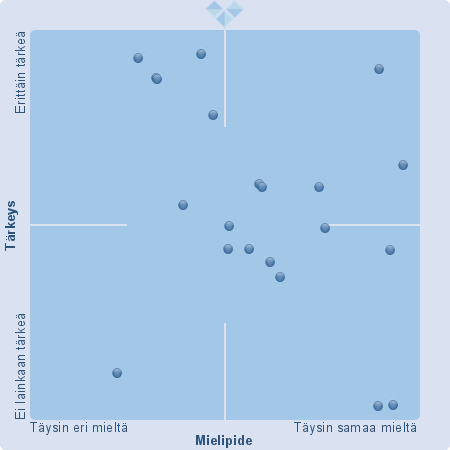 Erittäin tärkeä
Tärkeys
Ei lainkaan tärkeä
Täysin eri mieltä
Täysin samaa mieltä
Mielipide